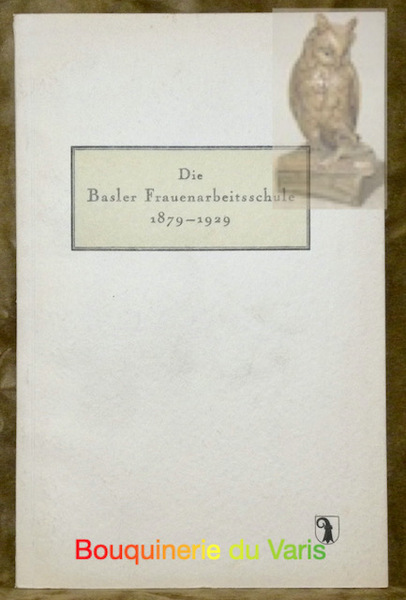 Die
Basler Frauenarbeitsschule
1879–1929
Bouquinerie du Varis